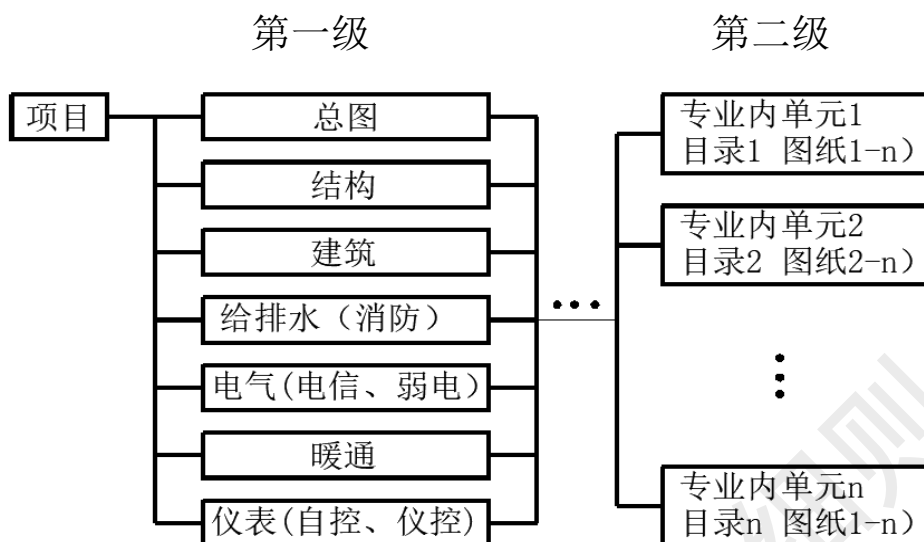 第一级
第二级
项目
总图
结构
建筑
给排水（消防）
电气(电信、弱电）
暖通
仪表(自控、仪控)
专业内单元1
目录1 图纸1-n）
专业内单元2
目录2 图纸2-n）
专业内单元n
目录n 图纸1-n）
细则